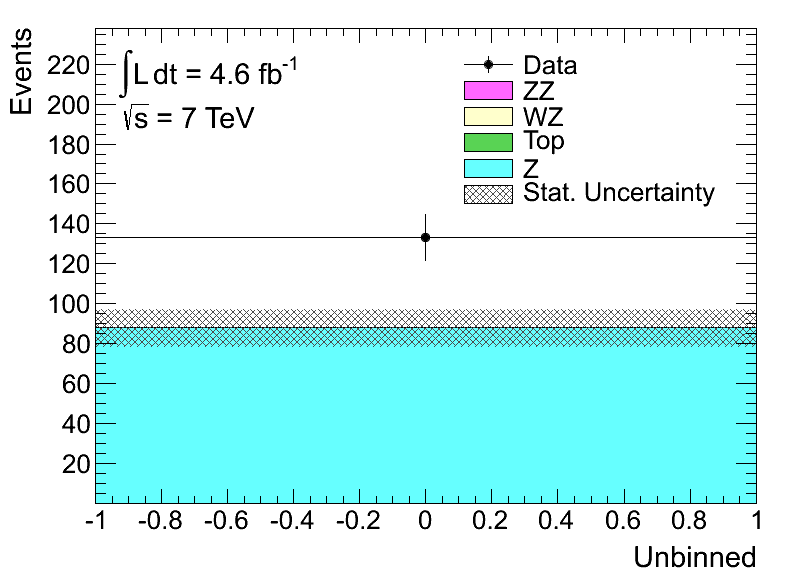 Events
220
200
180
160
140
120
100
80
60
40
20
∫L dt = 4.6 fb⁻¹
√s = 7 TeV
Data
ZZ
WZ
Top
Z
Stat. Uncertainty
-1 -0.8 -0.6 -0.4 -0.2 0 0.2 0.4 0.6 0.8 1
Unbinned